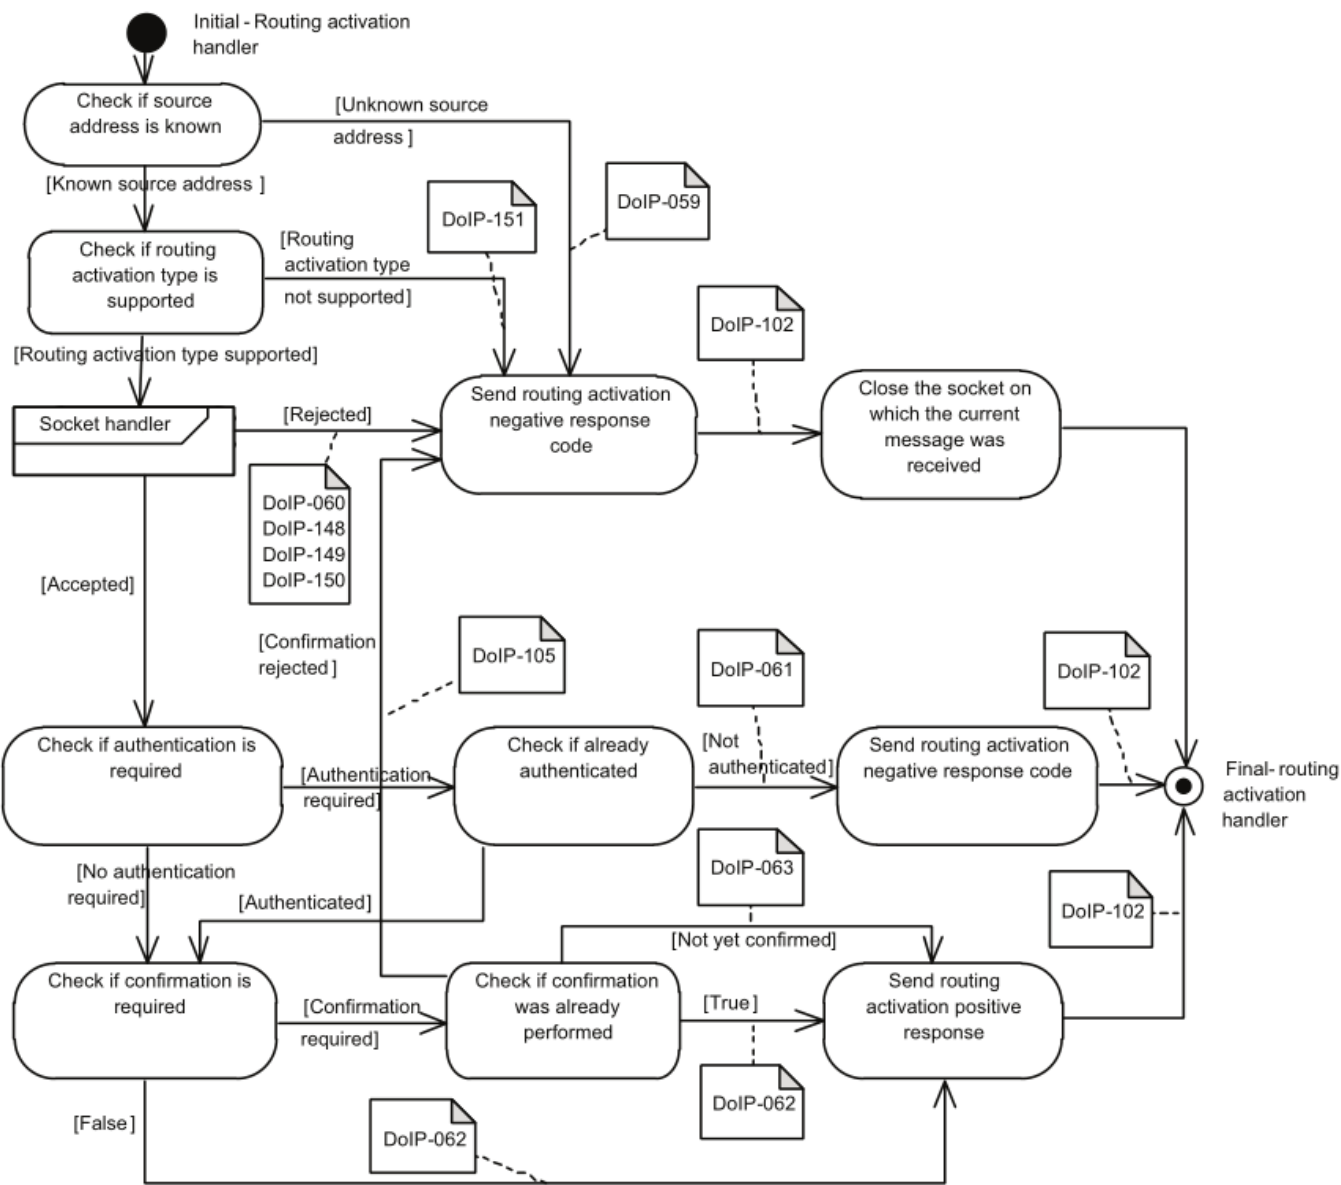 Initial - Routing activation
handler
Check if source
address is known
[Unknown source
address ]
[Known source address ]
DoIP-151
DoIP-059
Check if routing
activation type is
supported
[Routing
activation type
not supported]
DoIP-102
[Routing activation type supported]
Socket handler
[Rejected]
Send routing activation
negative response
code
Close the socket on
which the current
message was
received
DoIP-060
DoIP-148
DoIP-149
DoIP-150
[Accepted]
[Confirmation
rejected ]
DoIP-105
DoIP-061
DoIP-102
Check if authentication is
required
[Authentication
required]
Check if already
authenticated
[Not
authenticated]
Send routing activation
negative response code
Final- routing
activation
handler
[No authentication
required]
[Authenticated]
DoIP-063
[Not yet confirmed]
DoIP-102
Check if confirmation is
required
[Confirmation
required]
Check if confirmation
was already
performed
[True ]
Send routing
activation positive
response
[False ]
DoIP-062
DoIP-062